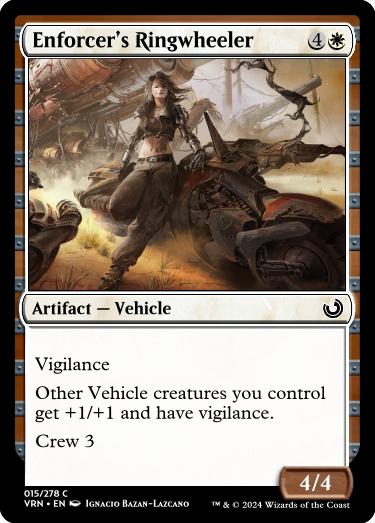 Enforcer's Ringwheeler 4
Artifact — Vehicle
Vigilance
Other Vehicle creatures you control
get +1/+1 and have vigilance.
Crew 3
4/4
015/278 C
VRN • EN Ignacio Bazan-Lazcano
™ & © 2024 Wizards of the Coast